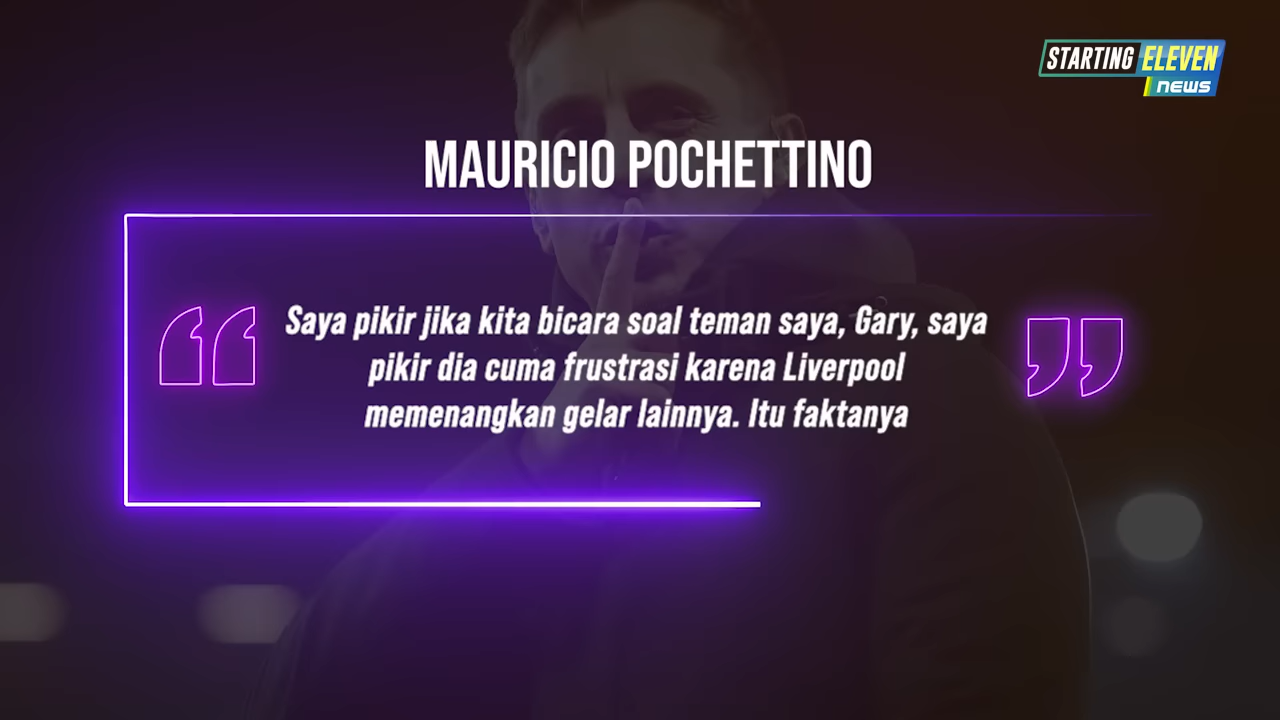 STARTING ELEVEN
news
MAURICIO POCHETTINO
Saya pikir jika kita bicara soal teman saya, Gary, saya
pikir dia cuma frustrasi karena Liverpool
memenangkan gelar lainnya. Itu faktanya